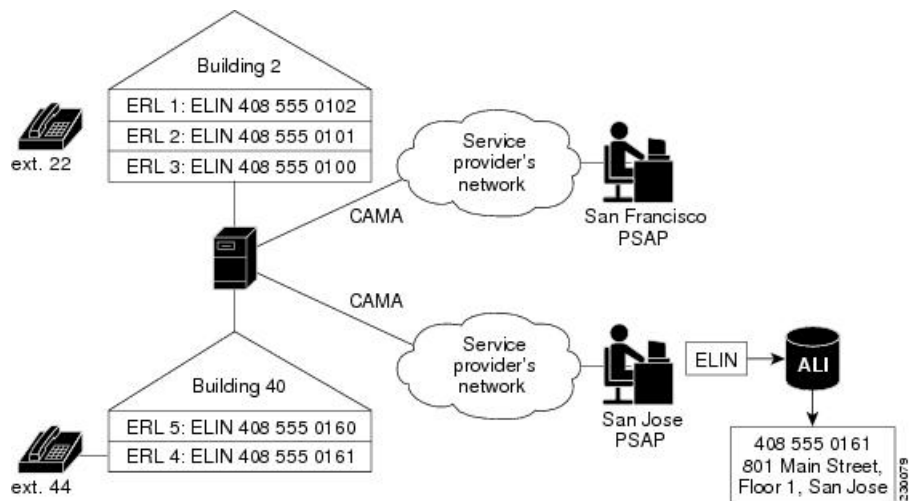 Building 2
ERL 1: ELIN 408 555 0102
ERL 2: ELIN 408 555 0101
ERL 3: ELIN 408 555 0100
ext. 22
CAMA
Service
provider's
network
San Francisco
PSAP
CAMA
Service
provider's
network
San Jose
PSAP
ELIN
ALI
408 555 0161
801 Main Street,
Floor 1, San Jose
Building 40
ERL 5: ELIN 408 555 0160
ERL 4: ELIN 408 555 0161
ext. 44